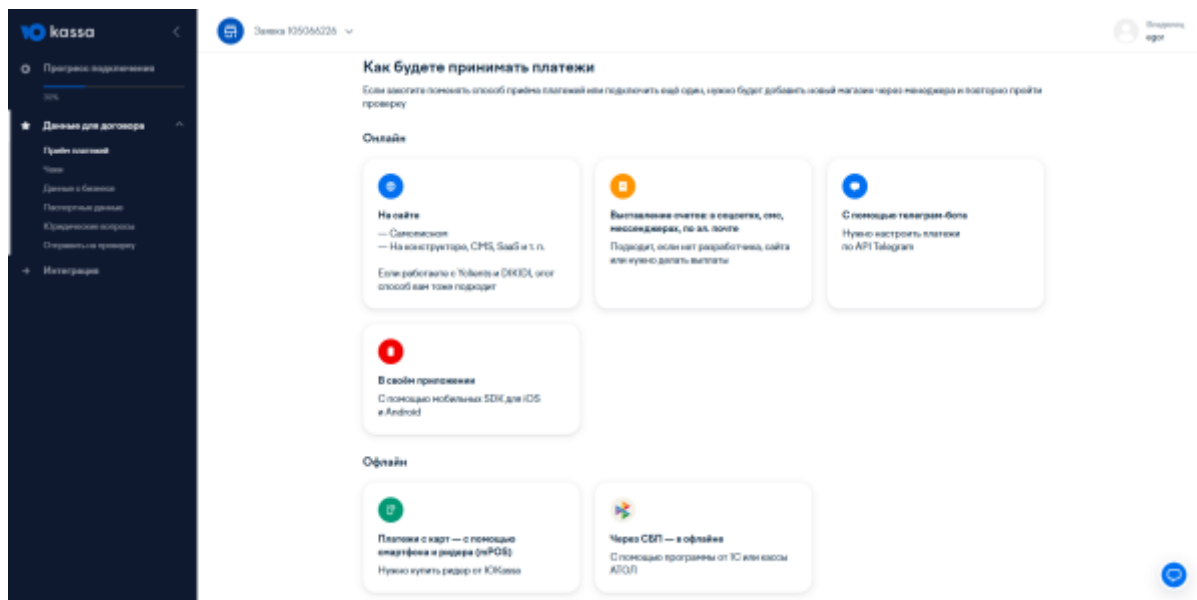 Ю kassa
Заявка 105066226
Владелец
egor
Прогресс подключения
30%
Данные для договора
Приём платежей
Чеки
Данные о бизнесе
Паспортные данные
Юридические вопросы
Отправить на проверку
Интеграция
Как будете принимать платежи
Если захотите поменять способ приёма платежей или подключить ещё один, нужно будет добавить новый магазин через менеджера и повторно пройти
проверку
Онлайн
На сайте
— Самописном
— На конструкторе, CMS, SaaS и т. п.
Если работаете с Yclients и DIKIDI, этот
способ вам тоже подходит
Выставление счетов: в соцсетях, смс,
мессенджерах, по эл. почте
Подходит, если нет разработчика, сайта
или нужно делать выплаты
С помощью телеграм-бота
Нужно настроить платежи
по API Telegram
В своём приложении
С помощью мобильных SDK для iOS
и Android
Офлайн
Платежи с карт — с помощью
смартфона и ридера (mPOS)
Нужно купить ридер от ЮKassa
Через СБП — в офлайне
С помощью программы от 1С или кассы
АТОЛ